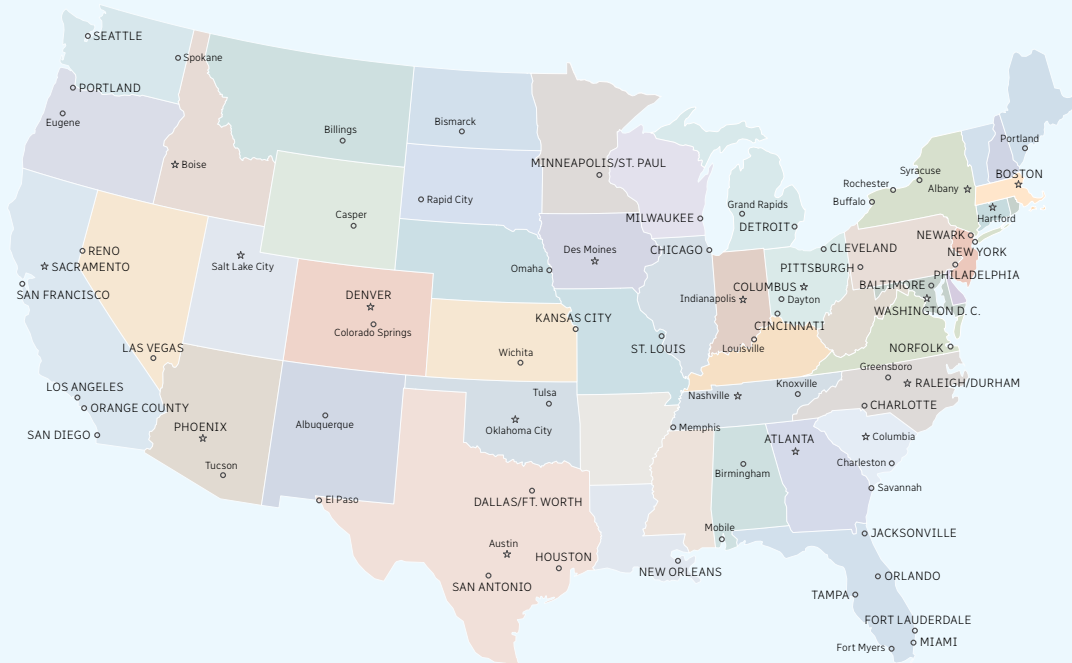 SEATTLE
Spokane
PORTLAND
Eugene
Billings
Bismarck
Boise
MINNEAPOLIS/ST. PAUL
Portland
BOSTON
Syracuse
Rochester
Albany
Buffalo
Hartford
Rapid City
Casper
Grand Rapids
MILWAUKEE
DETROIT
NEWARK
NEW YORK
RENO
SACRAMENTO
Salt Lake City
Des Moines
CHICAGO
CLEVELAND
PITTSBURGH
PHILADELPHIA
Omaha
COLUMBUS
BALTIMORE
SAN FRANCISCO
DENVER
Indianapolis
Dayton
WASHINGTON D. C.
Colorado Springs
KANSAS CITY
CINCINNATI
LAS VEGAS
Wichita
ST. LOUIS
Louisville
NORFOLK
Greensboro
LOS ANGELES
Tulsa
Nashville
Knoxville
RALEIGH/DURHAM
ORANGE COUNTY
CHARLOTTE
SAN DIEGO
PHOENIX
Albuquerque
Oklahoma City
Memphis
ATLANTA
Columbia
Tucson
Birmingham
Charleston
El Paso
DALLAS/FT. WORTH
Savannah
Mobile
JACKSONVILLE
Austin
HOUSTON
NEW ORLEANS
SAN ANTONIO
ORLANDO
TAMPA
FORT LAUDERDALE
MIAMI
Fort Myers